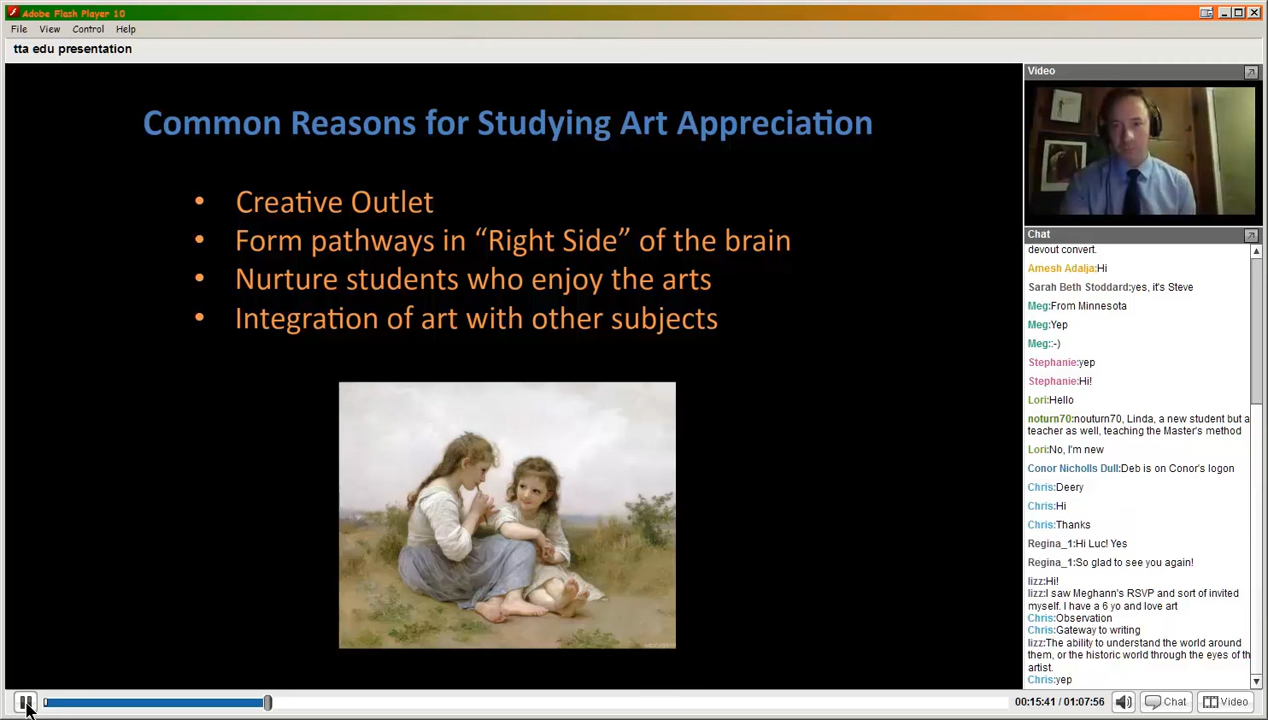 Adobe Flash Player 10
File View Control Help
tta edu presentation
Common Reasons for Studying Art Appreciation
• Creative Outlet
• Form pathways in “Right Side” of the brain
• Nurture students who enjoy the arts
• Integration of art with other subjects
Video
Chat
devout convert.
Amesh Adalja:Hi
Sarah Beth Stoddard:yes, it's Steve
Meg:From Minnesota
Meg:Yep
Meg::-)
Stephanie:yep
Stephanie:Hi!
Lori:Hello
noturn70:nouturn70, Linda, a new student but a
teacher as well, teaching the Master's method
Lori:No, I'm new
Conor Nicholls Dull:Deb is on Conor's logon
Chris:Deery
Chris:Hi
Chris:Thanks
Regina_1:Hi Luc! Yes
Regina_1:So glad to see you again!
lizz:Hi!
lizz:I saw Meghann's RSVP and sort of invited
myself. I have a 6 yo and love art
Chris:Observation
Chris:Gateway to writing
lizz:The ability to understand the world around
them, or the historic world through the eyes of th
artist.
Chris:yep
00:15:41 / 01:07:56 Chat Video